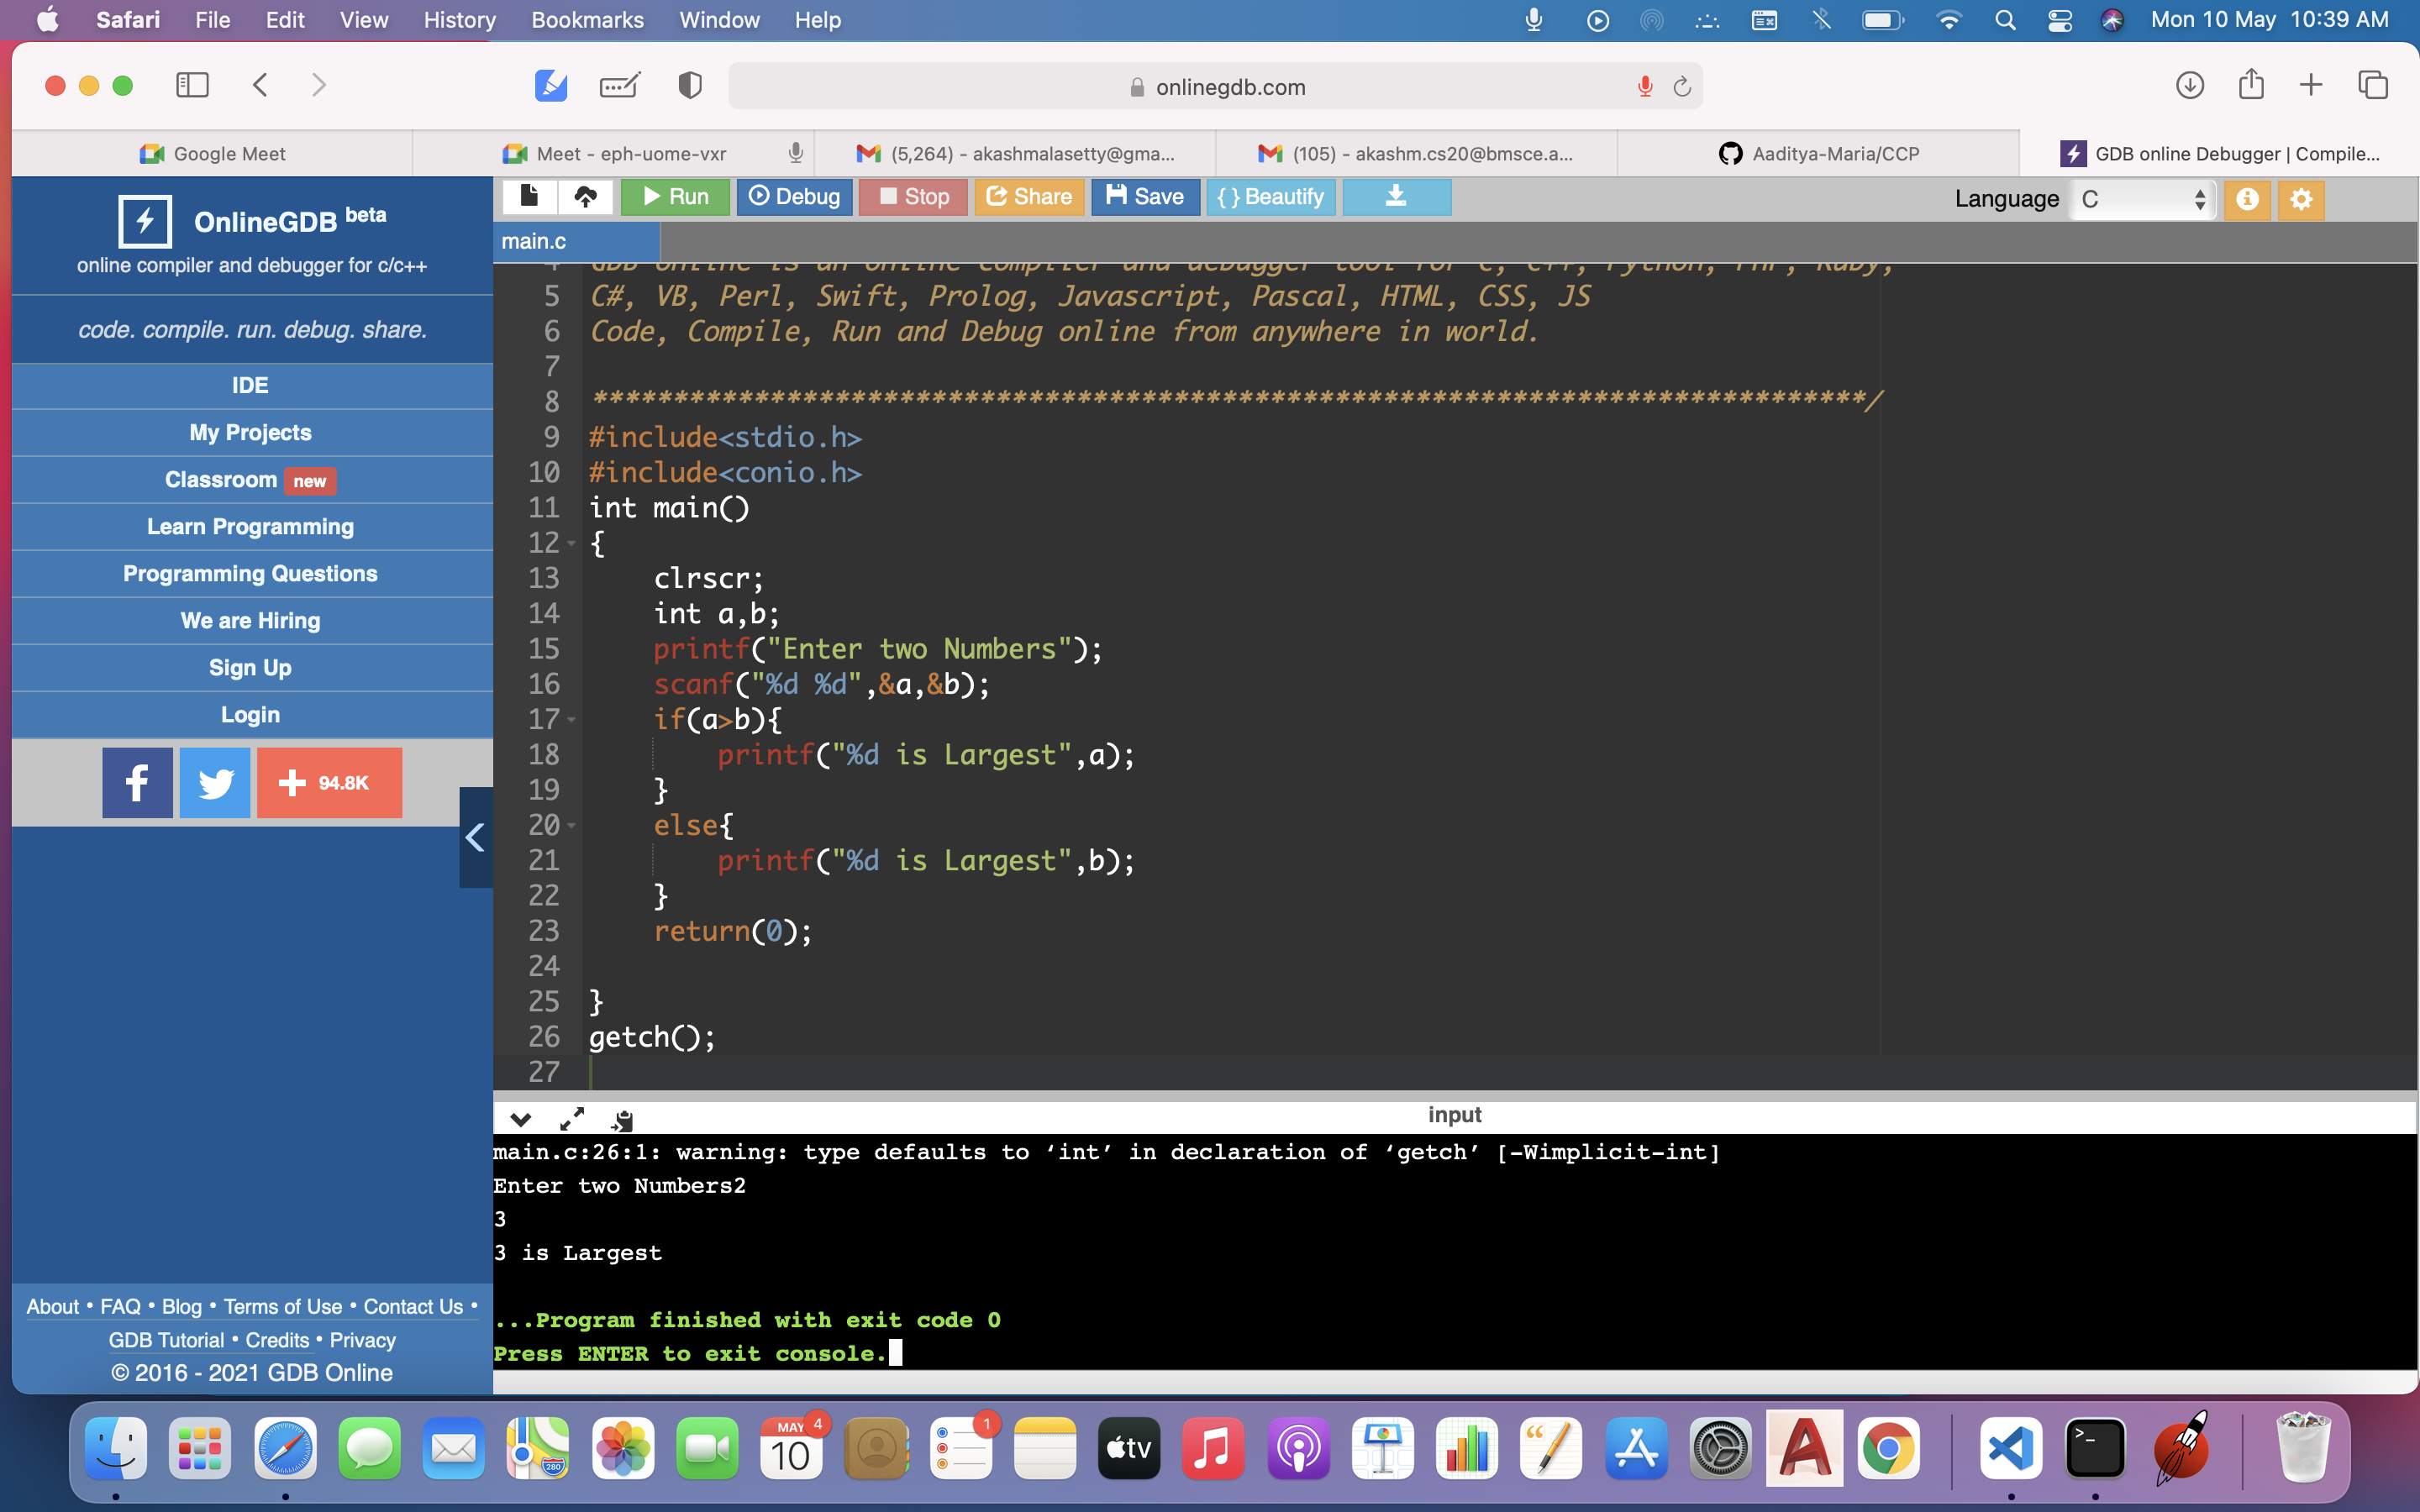 Safari File Edit View History Bookmarks Window Help Mon 10 May 10:39 AM
onlinegdb.com
Google Meet
Meet - eph-uome-vxr
(5,264) - akashmalasetty@gma...
(105) - akashm.cs20@bmsce.a...
Aaditya-Maria/CCP
GDB online Debugger | Compile...
OnlineGDB beta
online compiler and debugger for c/c++
code. compile. run. debug. share.
IDE
My Projects
Classroom new
Learn Programming
Programming Questions
We are Hiring
Sign Up
Login
f
94.8K
About • FAQ • Blog • Terms of Use • Contact Us •
GDB Tutorial • Credits • Privacy
© 2016 - 2021 GDB Online
Run Debug Stop Share Save { } Beautify Language C
main.c
4 GDB online is an online compiler and debugger tool for C, C++, Python, PHP, Ruby,
5 C#, VB, Perl, Swift, Prolog, Javascript, Pascal, HTML, CSS, JS
6 Code, Compile, Run and Debug online from anywhere in world.
7
8 *******************************************************************************/
9 #include<stdio.h>
10 #include<conio.h>
11 int main()
12 {
13 clrscr;
14 int a,b;
15 printf("Enter two Numbers");
16 scanf("%d %d",&a,&b);
17 if(a>b){
18 printf("%d is Largest",a);
19 }
20 else{
21 printf("%d is Largest",b);
22 }
23 return(0);
24
25 }
26 getch();
27
input
main.c:26:1: warning: type defaults to ‘int’ in declaration of ‘getch’ [-Wimplicit-int]
Enter two Numbers2
3
3 is Largest
...Program finished with exit code 0
Press ENTER to exit console.
280
MAY 4
10
1
tv
>_